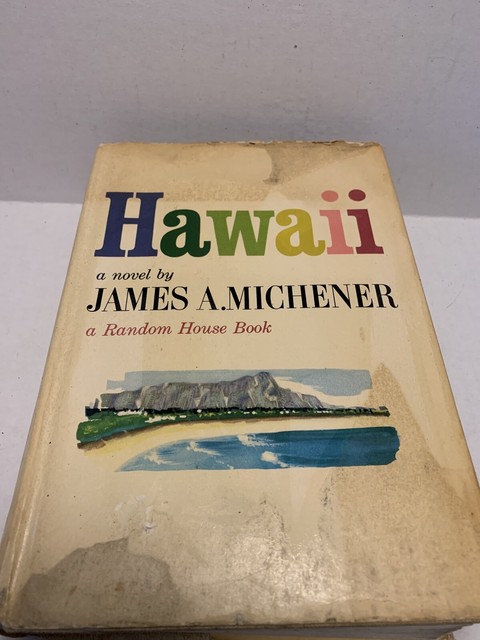 Hawaii
a novel by
JAMES A.MICHENER
a Random House Book